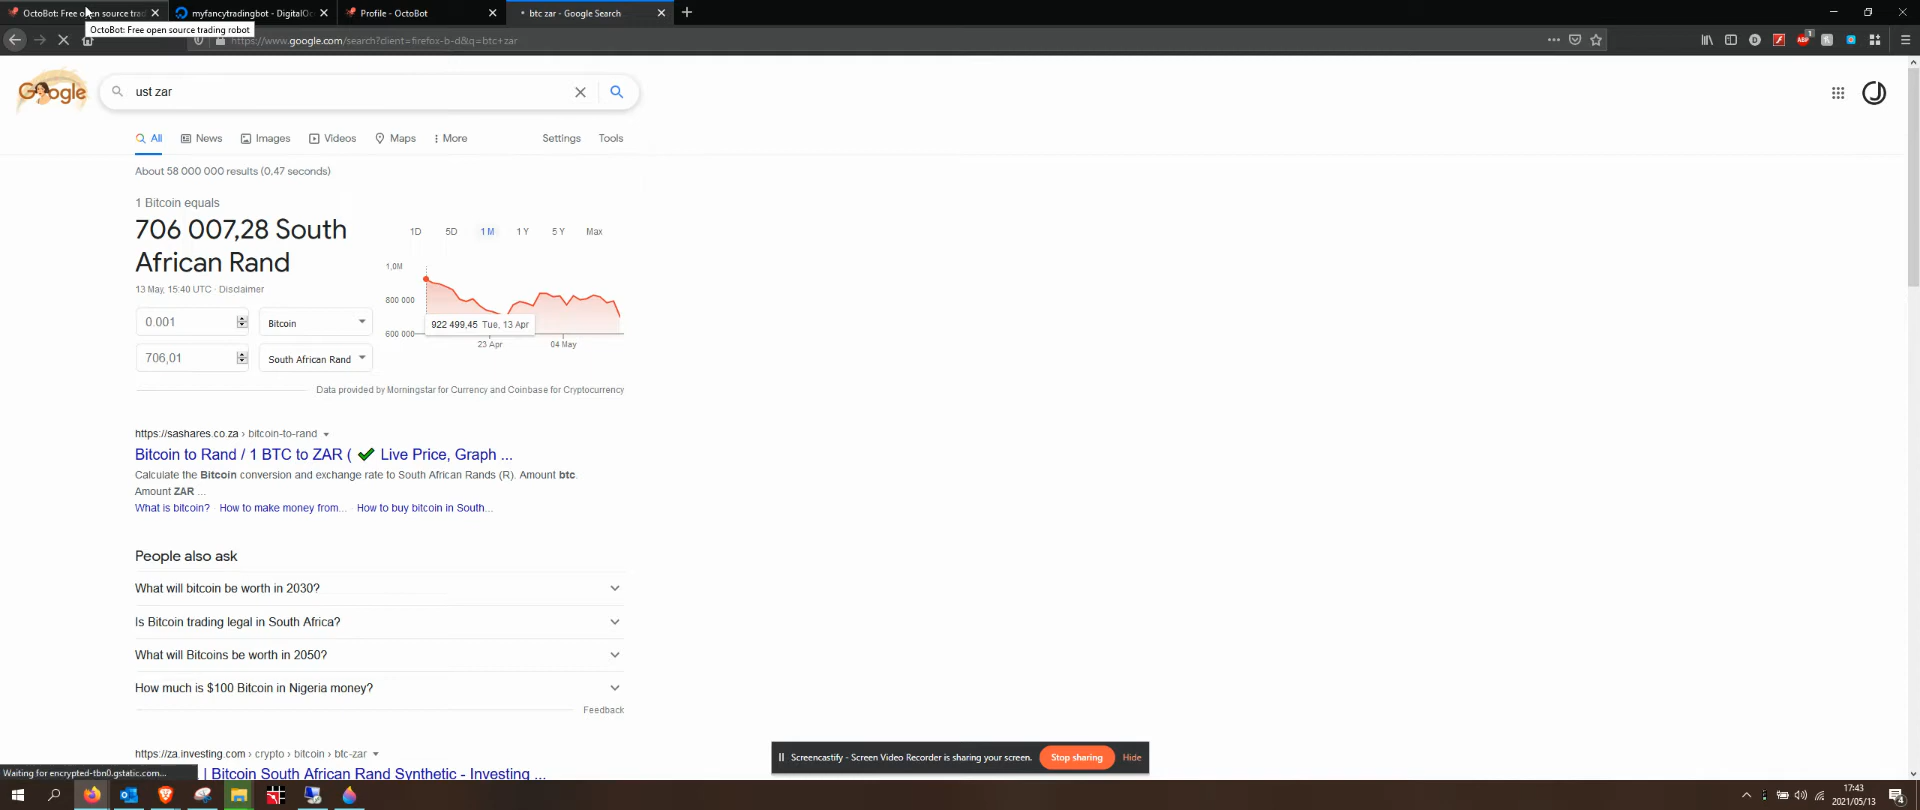 OctoBot: Free open source trad
myfancytradingbot - DigitalOc
Profile - OctoBot
btc zar - Google Search
OctoBot: Free open source trading robot
https://www.google.com/search?client=firefox-b-d&q=btc+zar
ABP
1
Google
ust zar
All
News
Images
Videos
Maps
More
Settings
Tools
About 58 000 000 results (0,47 seconds)
1 Bitcoin equals
706 007,28 South
African Rand
13 May, 15:40 UTC · Disclaimer
0.001
Bitcoin
706,01
South African Rand
1D
5D
1M
1Y
5Y
Max
1,0M
800 000
600 000
922 499,45 Tue, 13 Apr
23 Apr
04 May
Data provided by Morningstar for Currency and Coinbase for Cryptocurrency
https://sashares.co.za › bitcoin-to-rand
Bitcoin to Rand / 1 BTC to ZAR ( ✔ Live Price, Graph ...
Calculate the Bitcoin conversion and exchange rate to South African Rands (R). Amount btc.
Amount ZAR ...
What is bitcoin? · How to make money from... · How to buy bitcoin in South...
People also ask
What will bitcoin be worth in 2030?
Is Bitcoin trading legal in South Africa?
What will Bitcoins be worth in 2050?
How much is $100 Bitcoin in Nigeria money?
Feedback
https://za.investing.com › crypto › bitcoin › btc-zar
| Bitcoin South African Rand Synthetic - Investing ...
Waiting for encrypted-tbn0.gstatic.com...
Screencastify - Screen Video Recorder is sharing your screen.
Stop sharing
Hide
17:43
2021/05/13
4